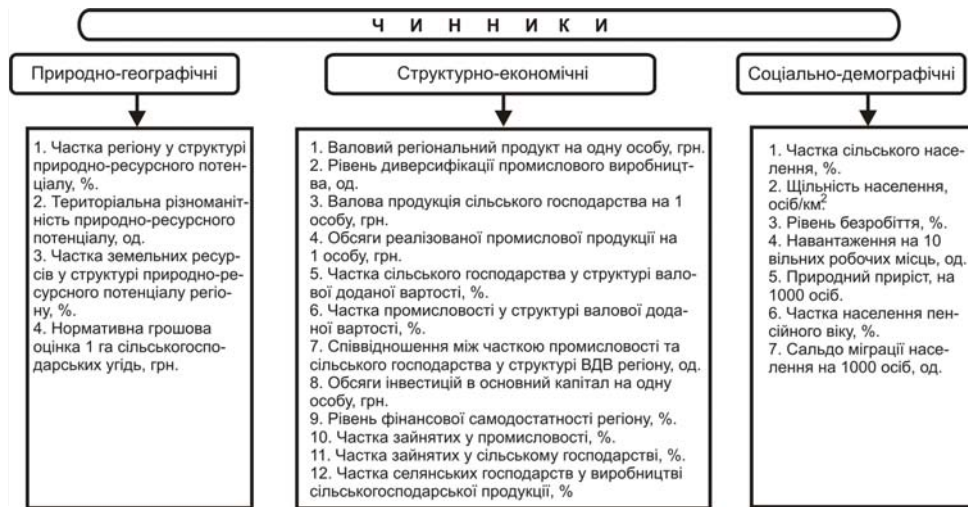 Ч И Н Н И К И
Природно-географічні
1. Частка регіону у структурі
природно-ресурсного потен-
ціалу, %.
2. Територіальна різноманіт-
ність природно-ресурсного
потенціалу, од.
3. Частка земельних ресур-
сів у структурі природно-ре-
сурсного потенціалу регіо-
ну, %.
4. Нормативна грошова
оцінка 1 га сільськогоспо-
дарських угідь, грн.
Структурно-економічні
1. Валовий регіональний продукт на одну особу, грн.
2. Рівень диверсифікації промислового виробницт-
ва, од.
3. Валова продукція сільського господарства на 1
особу, грн.
4. Обсяги реалізованої промислової продукції на
1 особу, грн.
5. Частка сільського господарства у структурі вало-
вої доданої вартості, %.
6. Частка промисловості у структурі валової дода-
ної вартості, %.
7. Співвідношення між часткою промисловості та
сільського господарства у структурі ВДВ регіону, од.
8. Обсяги інвестицій в основний капітал на одну
особу, грн.
9. Рівень фінансової самодостатності регіону, %.
10. Частка зайнятих у промисловості, %.
11. Частка зайнятих у сільському господарстві, %.
12. Частка селянських господарств у виробництві
сільськогосподарської продукції, %
Соціально-демографічні
1. Частка сільського насе-
лення, %.
2. Щільність населення,
осіб/км².
3. Рівень безробіття, %.
4. Навантаження на 10
вільних робочих місць, од.
5. Природний приріст, на
1000 осіб.
6. Частка населення пен-
сійного віку, %.
7. Сальдо міграції насе-
лення на 1000 осіб, од.